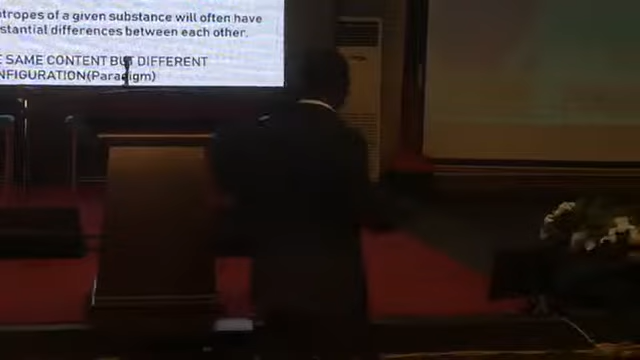 tropes of a given substance will often have
stantial differences between each other.
E SAME CONTENT BUT DIFFERENT
NFIGURATION(Paradigm)